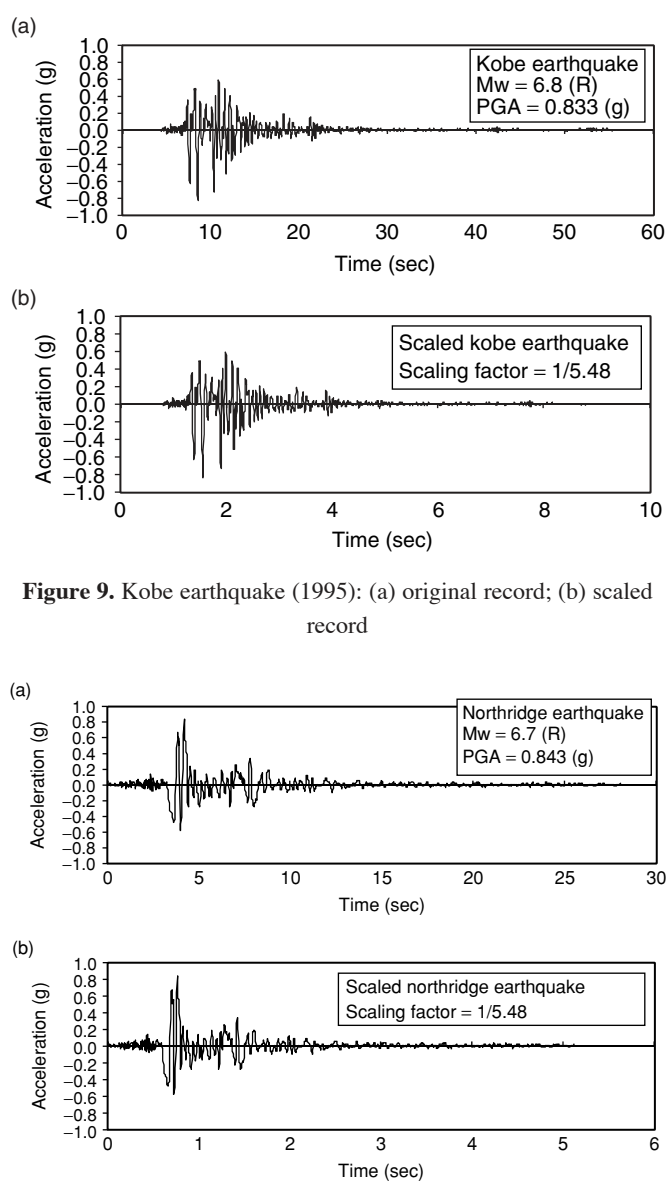 (a)
1.0
0.8
0.6
0.4
0.2
0.0
−0.2
−0.4
−0.6
−0.8
−1.0
Acceleration (g)
Kobe earthquake
Mw = 6.8 (R)
PGA = 0.833 (g)
0 10 20 30 40 50 60
Time (sec)
(b)
1.0
0.8
0.6
0.4
0.2
0.0
−0.2
−0.4
−0.6
−0.8
−1.0
Acceleration (g)
Scaled kobe earthquake
Scaling factor = 1/5.48
0 2 4 6 8 10
Time (sec)
Figure 9. Kobe earthquake (1995): (a) original record; (b) scaled
record
(a)
1.0
0.8
0.6
0.4
0.2
0.0
−0.2
−0.4
−0.6
−0.8
−1.0
Acceleration (g)
Northridge earthquake
Mw = 6.7 (R)
PGA = 0.843 (g)
0 5 10 15 20 25 30
Time (sec)
(b)
1.0
0.8
0.6
0.4
0.2
0.0
−0.2
−0.4
−0.6
−0.8
−1.0
Acceleration (g)
Scaled northridge earthquake
Scaling factor = 1/5.48
0 1 2 3 4 5 6
Time (sec)